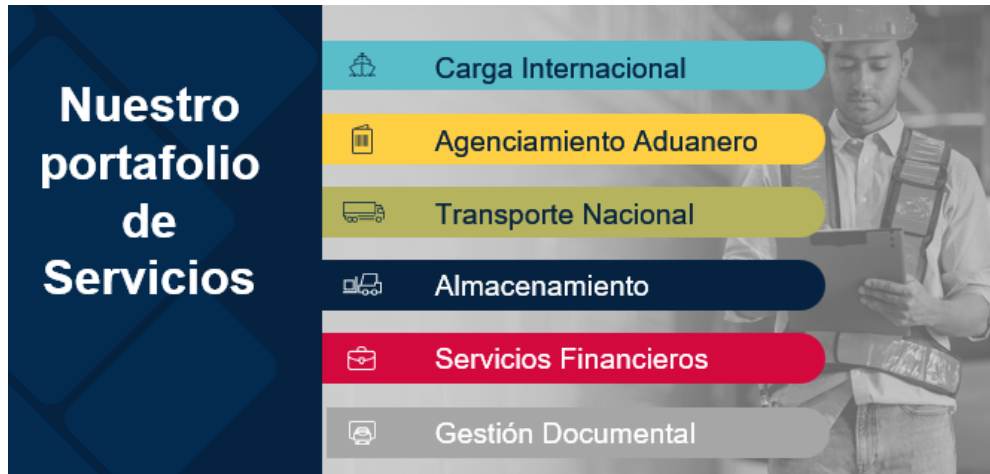 Nuestro
portafolio
de
Servicios
Carga Internacional
Agenciamiento Aduanero
Transporte Nacional
Almacenamiento
Servicios Financieros
Gestión Documental